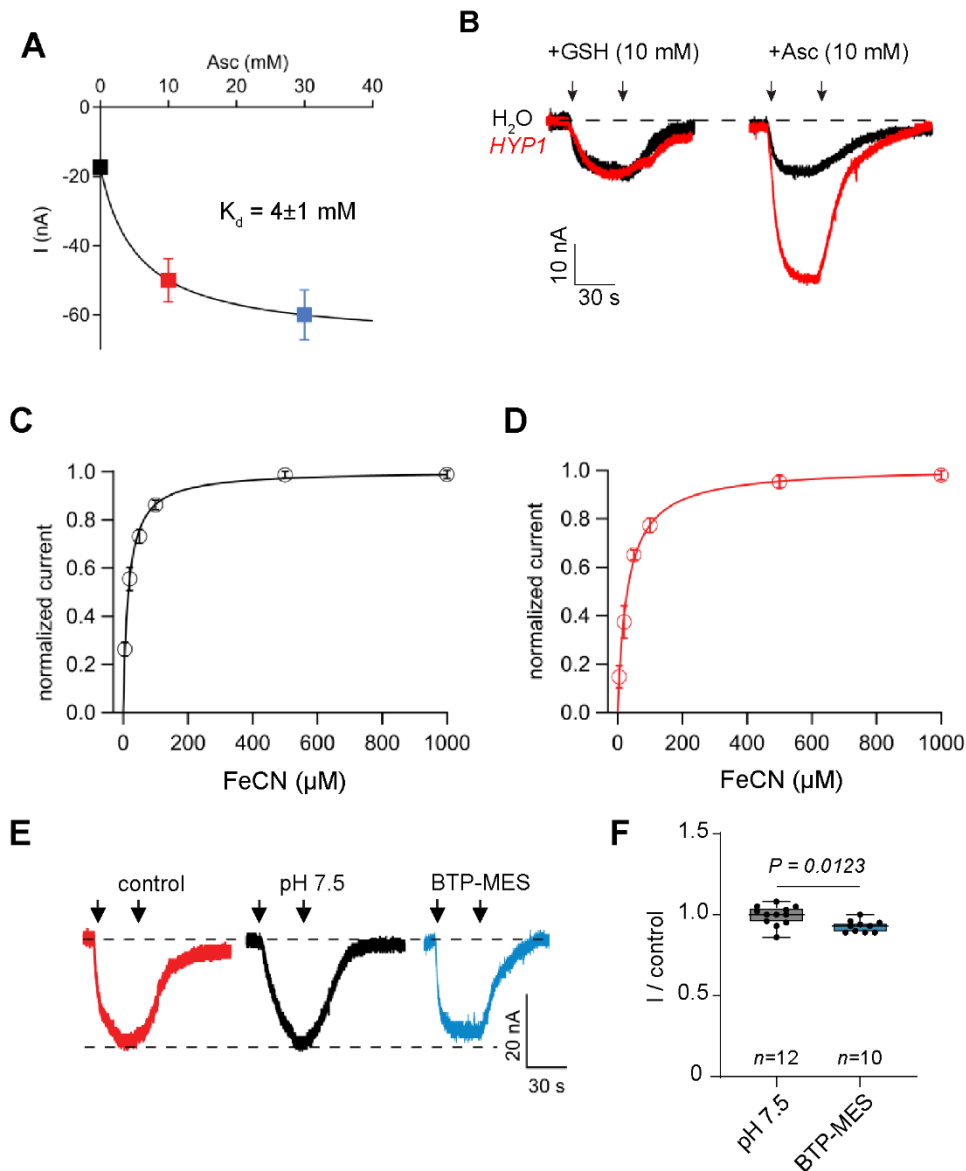 A
Asc (mM)
0 10 20 30 40
0
-20
-40
-60
I (nA)
K_d = 4±1 mM
B
+GSH (10 mM) +Asc (10 mM)
H₂O
HYP1
10 nA
30 s
C
1.0
0.8
0.6
0.4
0.2
0.0
normalized current
0 200 400 600 800 1000
FeCN (µM)
D
1.0
0.8
0.6
0.4
0.2
0.0
normalized current
0 200 400 600 800 1000
FeCN (µM)
E
control pH 7.5 BTP-MES
20 nA
30 s
F
1.5
1.0
0.5
0
I / control
P = 0.0123
n=12 n=10
pH 7.5
BTP-MES